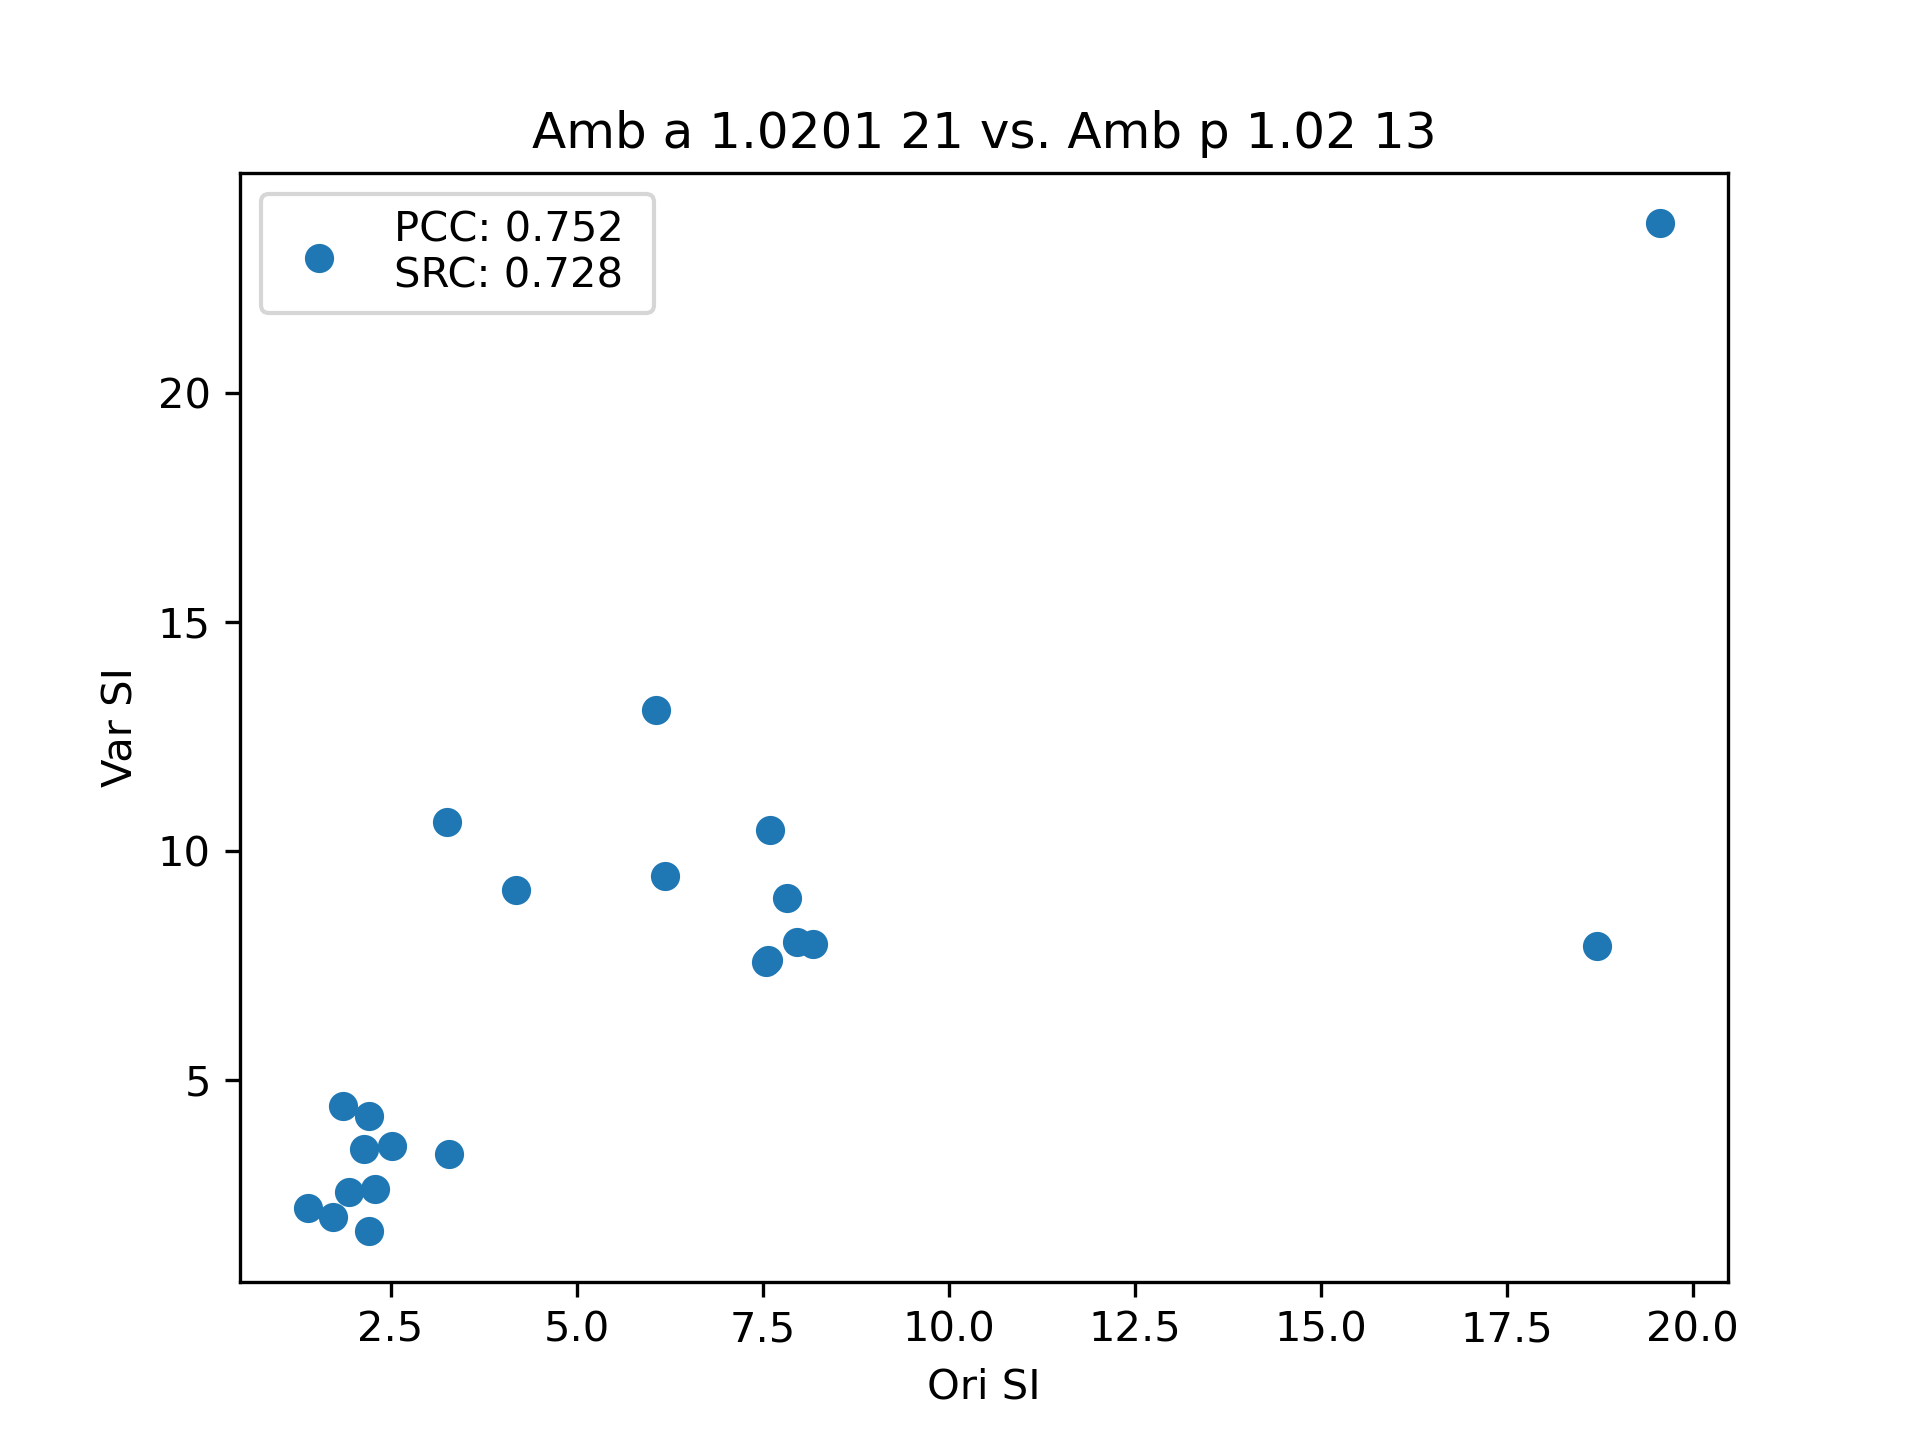 Amb a 1.0201 21 vs. Amb p 1.02 13
PCC: 0.752
SRC: 0.728
20
15
10
5
Var SI
2.5 5.0 7.5 10.0 12.5 15.0 17.5 20.0
Ori SI